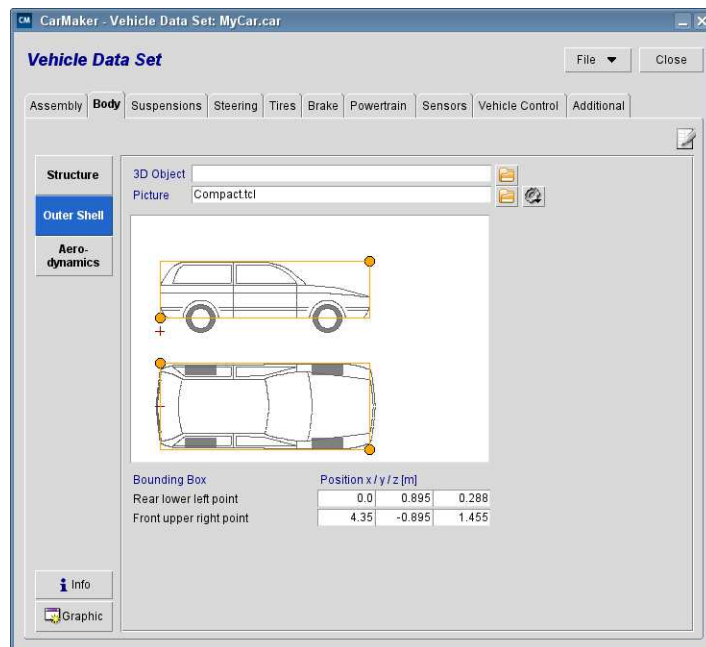 CM CarMaker - Vehicle Data Set: MyCar.car
Vehicle Data Set
File Close
Assembly Body Suspensions Steering Tires Brake Powertrain Sensors Vehicle Control Additional
Structure
Outer Shell
Aero-
dynamics
3D Object
Picture Compact.tcl
Bounding Box Position x / y / z [m]
Rear lower left point 0.0 0.895 0.288
Front upper right point 4.35 -0.895 1.455
i Info
Graphic